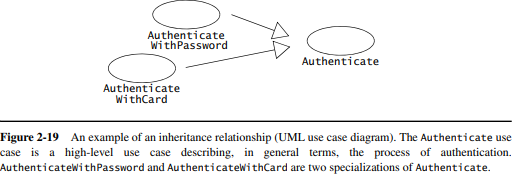 Authenticate
WithPassword
Authenticate
Authenticate
WithCard
Figure 2-19 An example of an inheritance relationship (UML use case diagram). The Authenticate use
case is a high-level use case describing, in general terms, the process of authentication.
AuthenticateWithPassword and AuthenticateWithCard are two specializations of Authenticate.